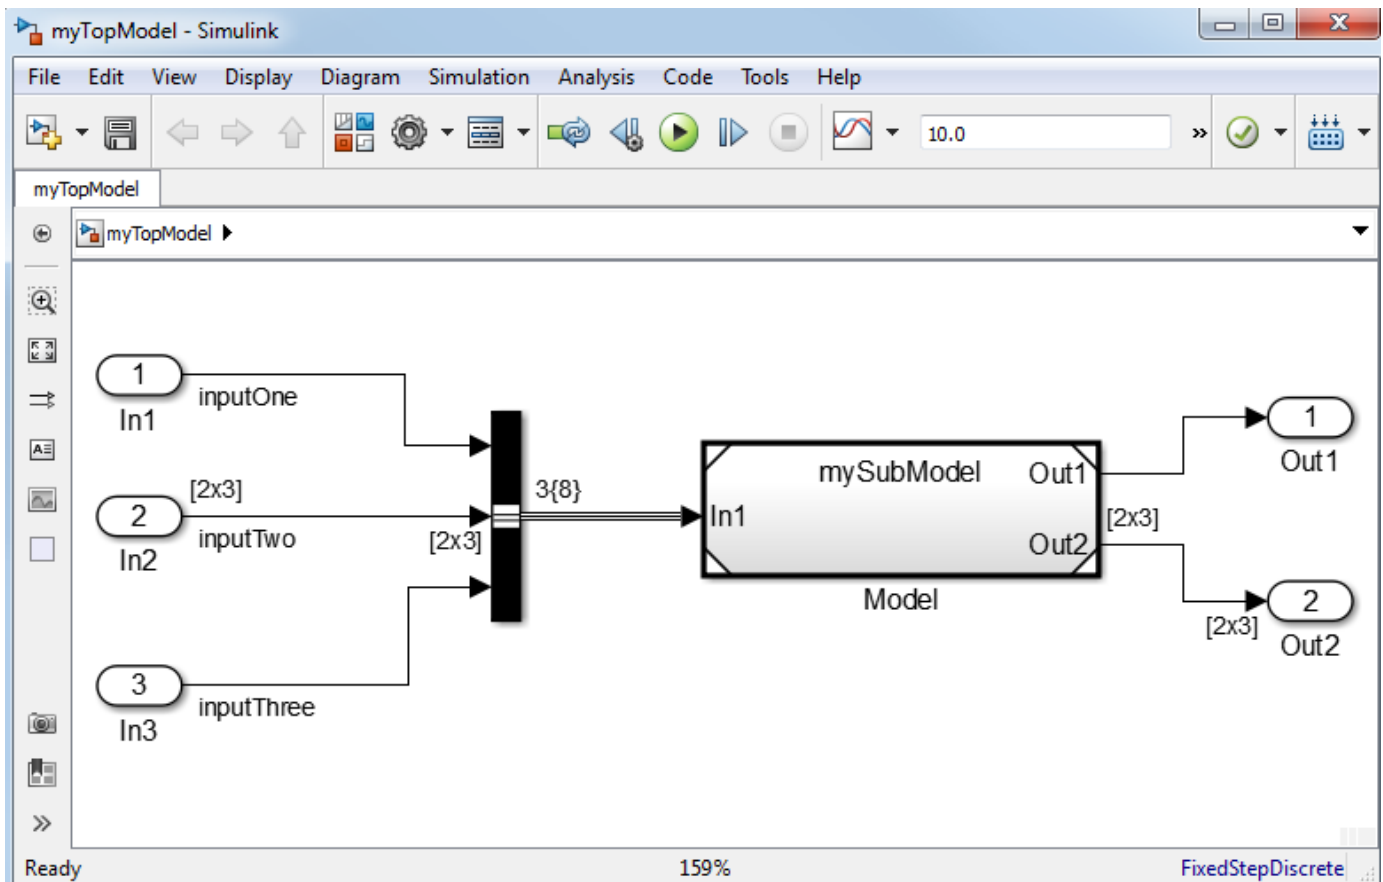 myTopModel - Simulink
File Edit View Display Diagram Simulation Analysis Code Tools Help
10.0 »
myTopModel
myTopModel
1
inputOne
In1
[2x3]
2
inputTwo
In2
[2x3]
3
inputThree
In3
3{8}
mySubModel
In1
Out1
Out2
Model
[2x3]
1
Out1
2
[2x3]
Out2
Ready 159% FixedStepDiscrete